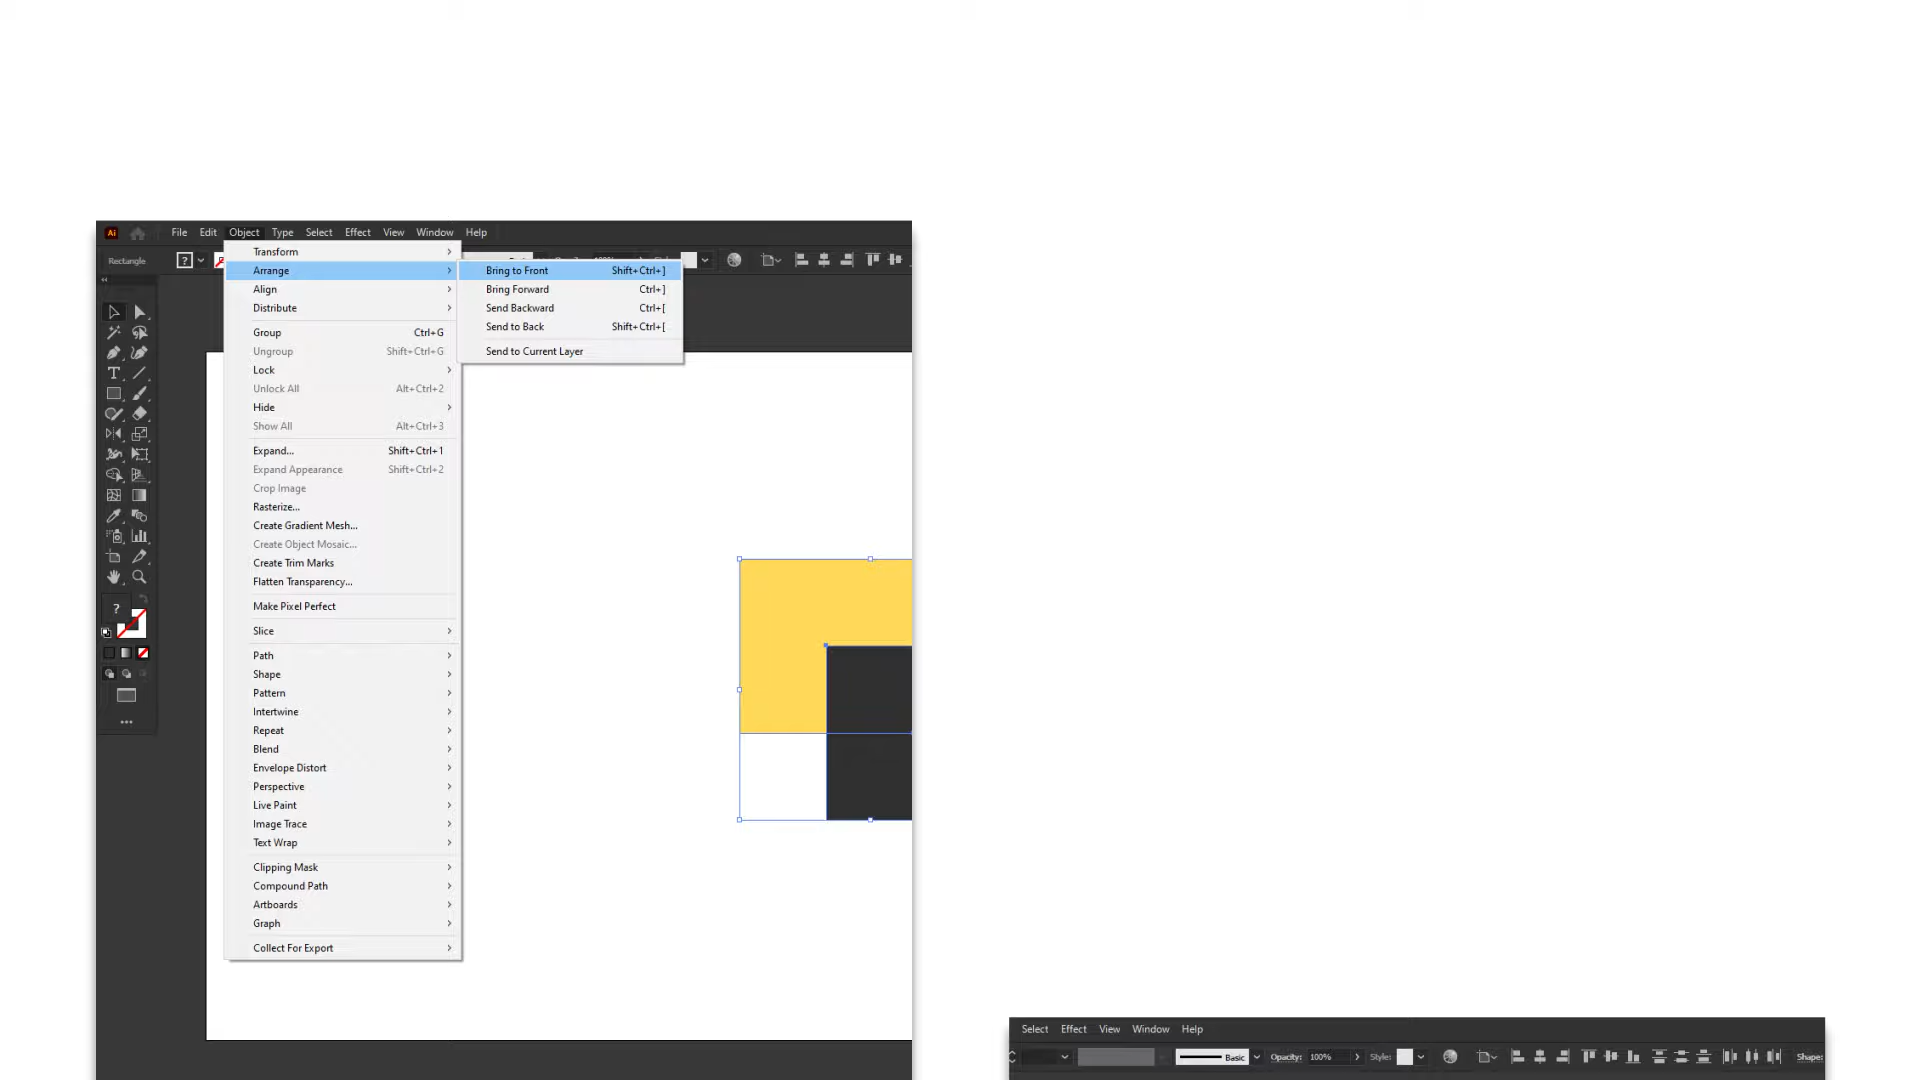 Ai File Edit Object Type Select Effect View Window Help
Rectangle ?
Transform
Arrange
Align
Distribute
Group Ctrl+G
Ungroup Shift+Ctrl+G
Lock
Unlock All Alt+Ctrl+2
Hide
Show All Alt+Ctrl+3
Expand... Shift+Ctrl+1
Expand Appearance Shift+Ctrl+2
Crop Image
Rasterize...
Create Gradient Mesh...
Create Object Mosaic...
Create Trim Marks
Flatten Transparency...
Make Pixel Perfect
Slice
Path
Shape
Pattern
Intertwine
Repeat
Blend
Envelope Distort
Perspective
Live Paint
Image Trace
Text Wrap
Clipping Mask
Compound Path
Artboards
Graph
Collect For Export
Bring to Front Shift+Ctrl+]
Bring Forward Ctrl+]
Send Backward Ctrl+[
Send to Back Shift+Ctrl+[
Send to Current Layer
?
Select Effect View Window Help
Basic Opacity: 100% Style: Shape: